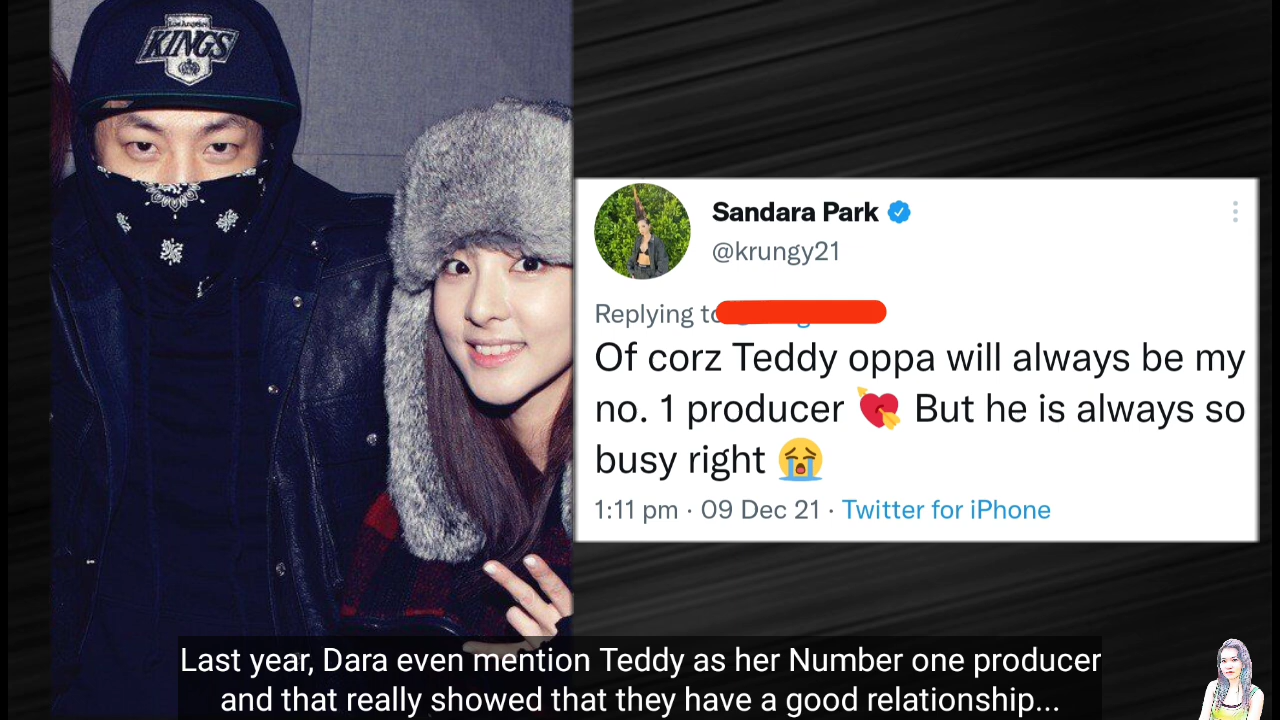 Los Angeles
KINGS
Sandara Park
@krungy21
Replying to
Of corz Teddy oppa will always be my
no. 1 producer 💘 But he is always so
busy right 😭
1:11 pm · 09 Dec 21 · Twitter for iPhone
Last year, Dara even mention Teddy as her Number one producer
and that really showed that they have a good relationship...